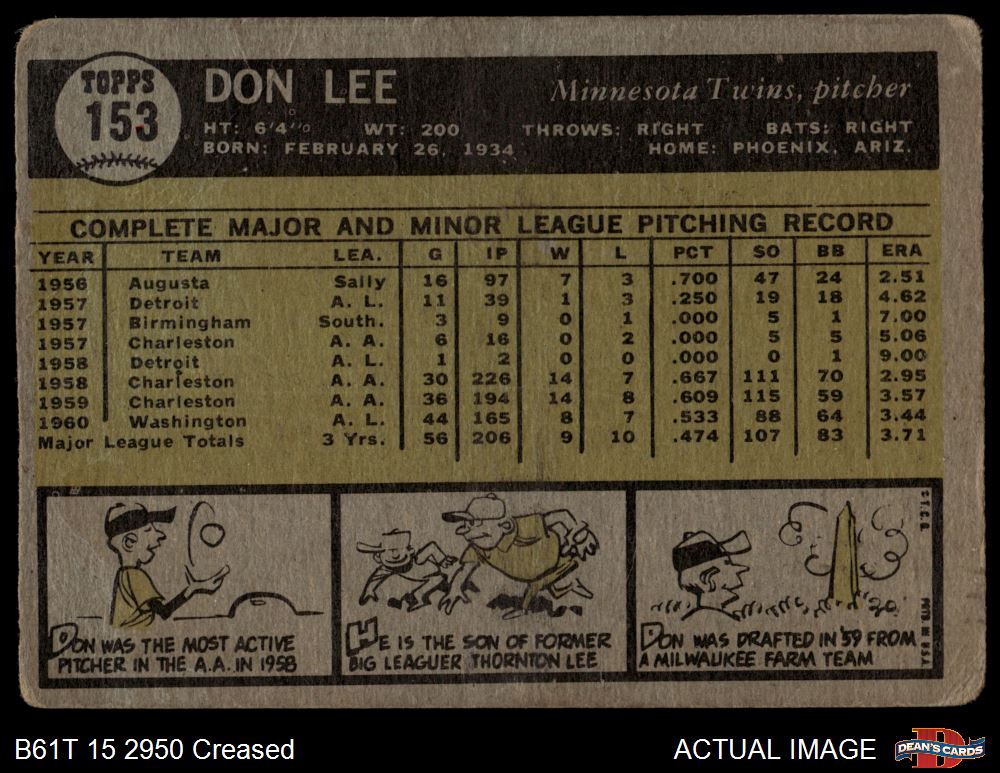 TOPPS
153
DON LEE
Minnesota Twins, pitcher
HT: 6'4" WT: 200 THROWS: RIGHT BATS: RIGHT
BORN: FEBRUARY 26, 1934 HOME: PHOENIX, ARIZ.
COMPLETE MAJOR AND MINOR LEAGUE PITCHING RECORD
YEAR TEAM LEA. G IP W L PCT SO BB ERA
1956 Augusta Sally 16 97 7 3 .700 47 24 2.51
1957 Detroit A. L. 11 39 1 3 .250 19 18 4.62
1957 Birmingham South. 3 9 0 1 .000 5 1 7.00
1957 Charleston A. A. 6 16 0 2 .000 5 5 5.06
1958 Detroit A. L. 1 2 0 0 .000 0 1 9.00
1958 Charleston A. A. 30 226 14 7 .667 111 70 2.95
1959 Charleston A. A. 36 194 14 8 .609 115 59 3.57
1960 Washington A. L. 44 165 8 7 .533 88 64 3.44
Major League Totals 3 Yrs. 56 206 9 10 .474 107 83 3.71
DON WAS THE MOST ACTIVE
PITCHER IN THE A.A. IN 1958
HE IS THE SON OF FORMER
BIG LEAGUER THORNTON LEE
DON WAS DRAFTED IN '59 FROM
A MILWAUKEE FARM TEAM
© T.C.G.
PRTD. IN U.S.A.
B61T 15 2950 Creased
ACTUAL IMAGE
D
DEAN'S CARDS